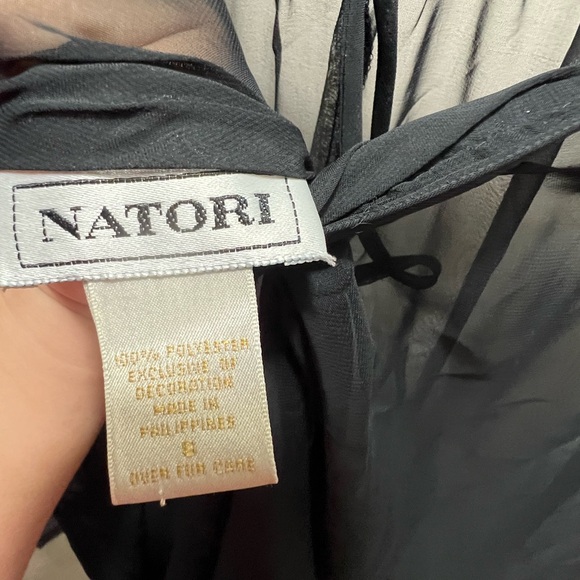 NATORI
100% POLYESTER
EXCLUSIVE OF
DECORATION
MADE IN
PHILIPPINES
S
OVER FOR CARE